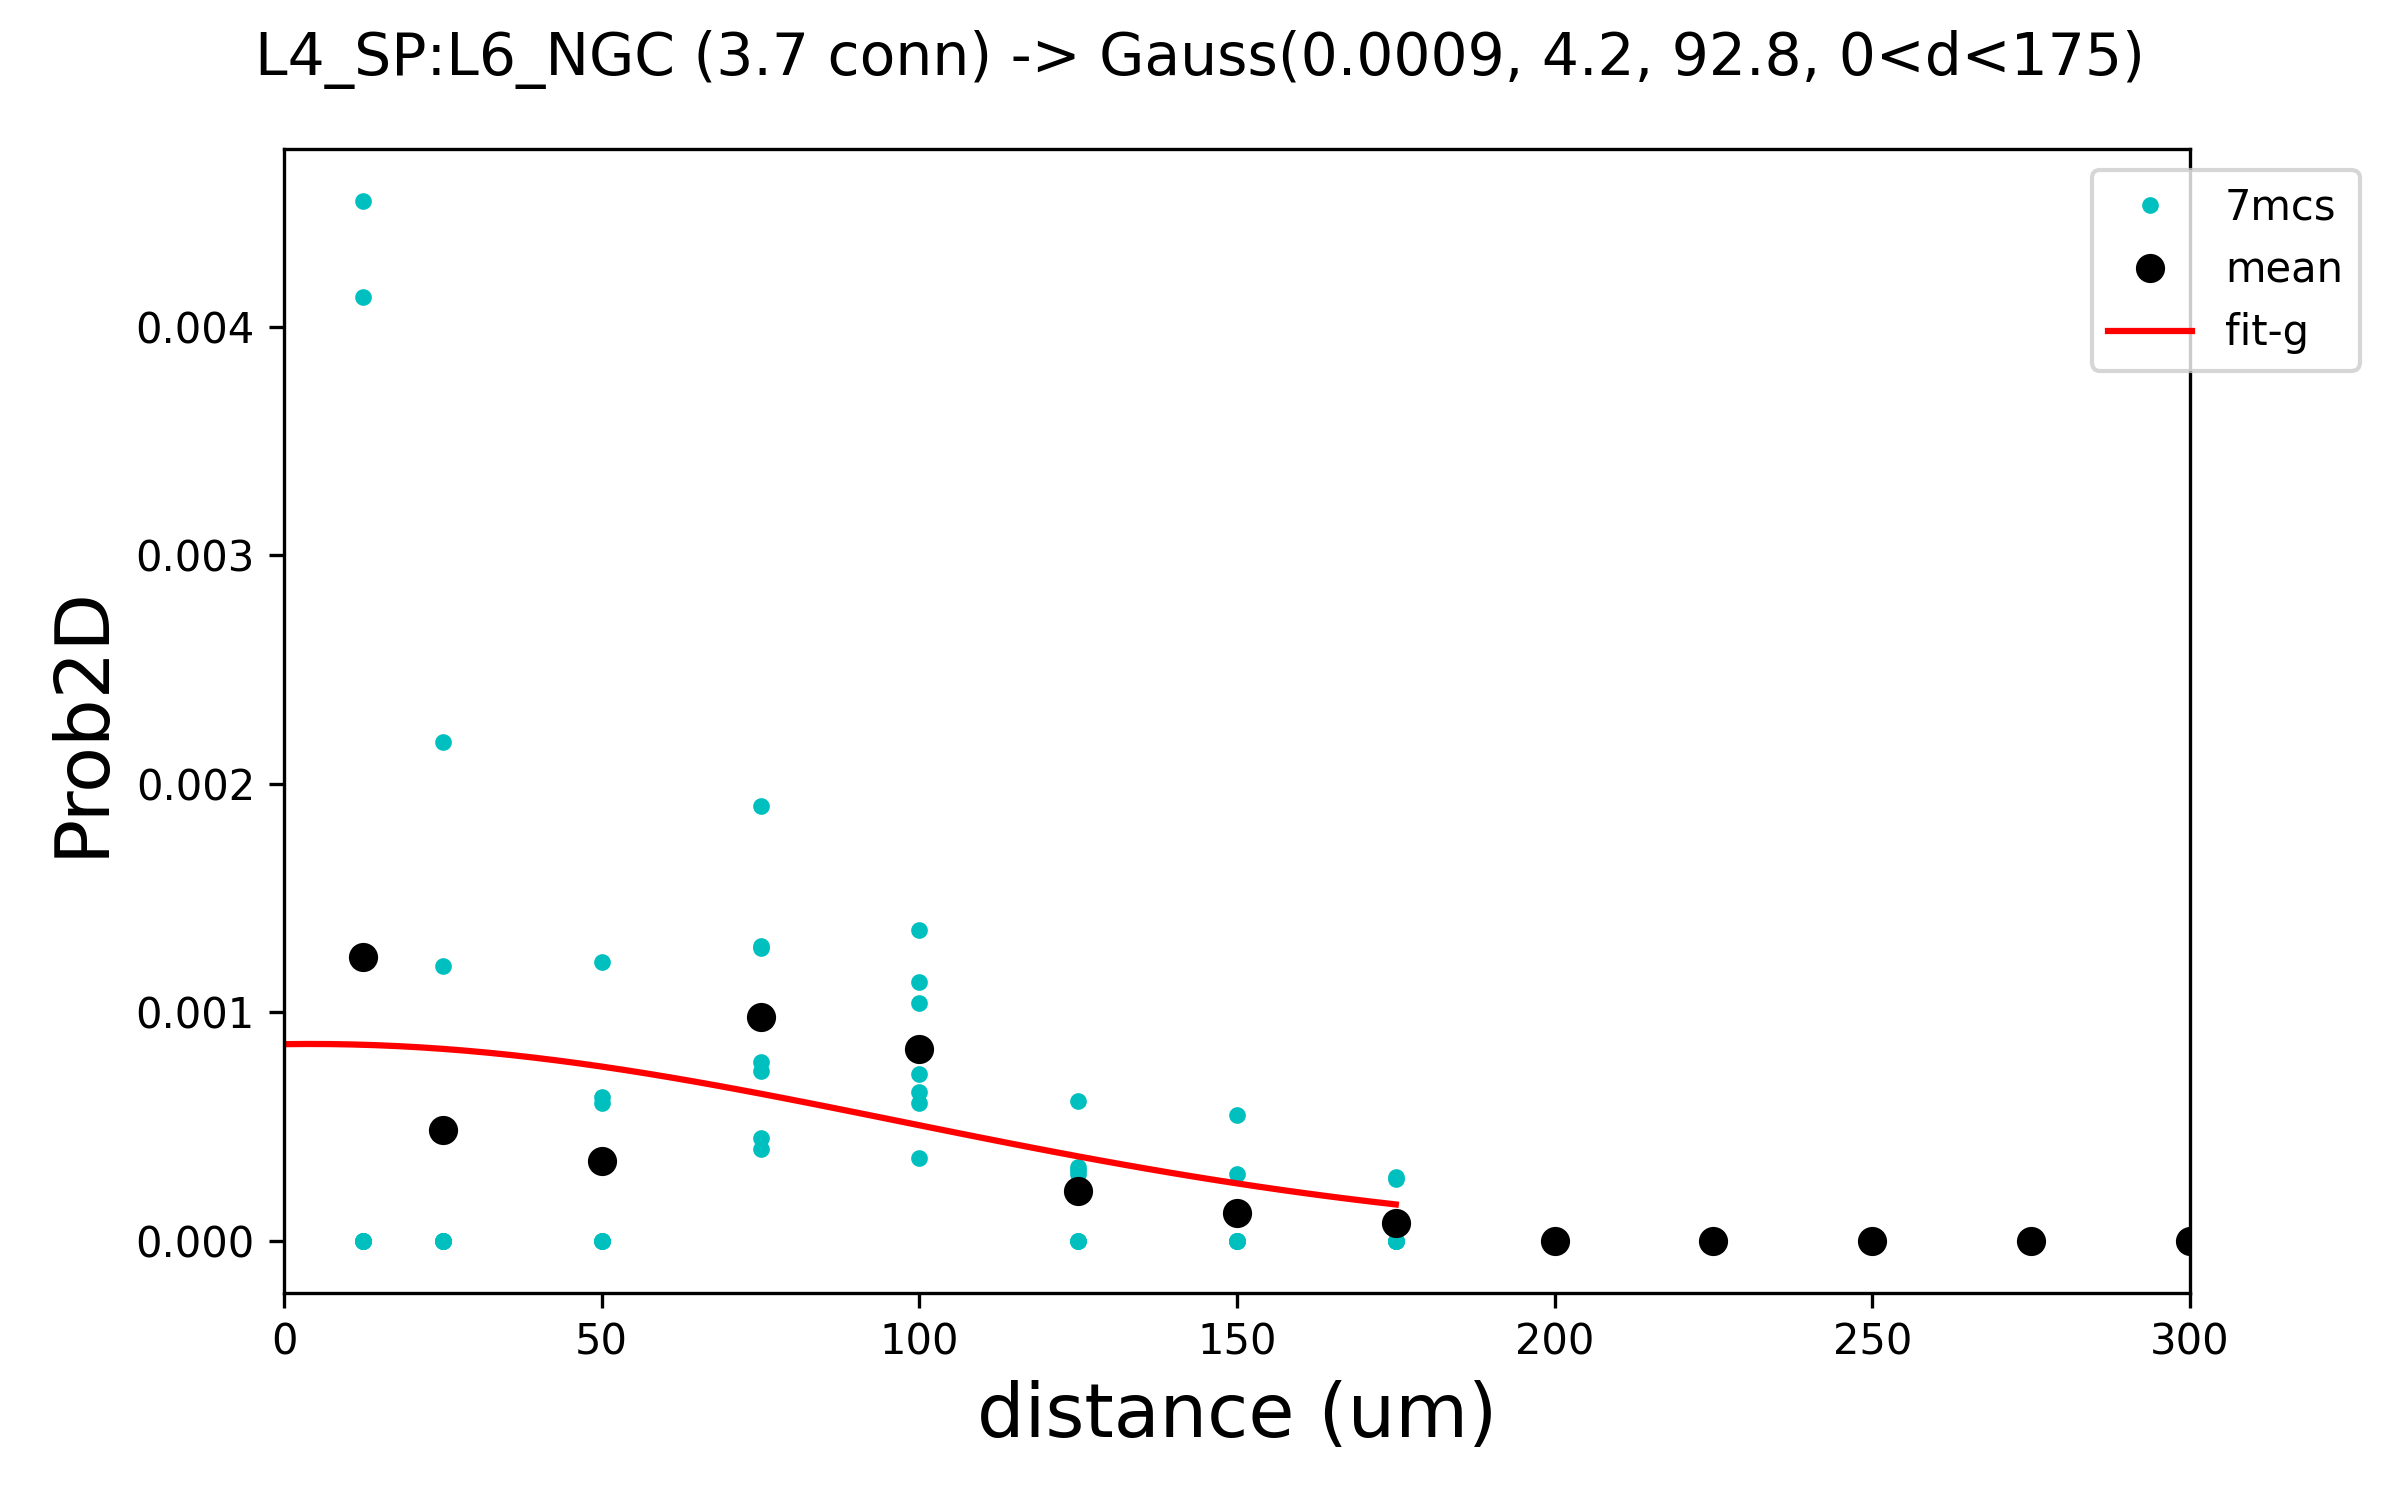 L4_SP:L6_NGC (3.7 conn) -> Gauss(0.0009, 4.2, 92.8, 0<d<175)
7mcs
mean
fit-g
Prob2D
0.004
0.003
0.002
0.001
0.000
0 50 100 150 200 250 300
distance (um)